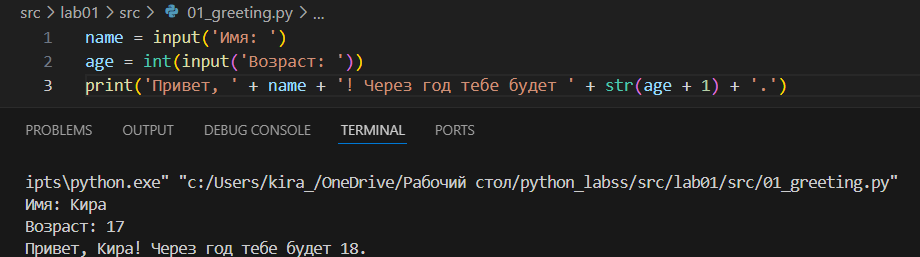 src > lab01 > src > 01_greeting.py > ...
1 name = input('Имя: ')
2 age = int(input('Возраст: '))
3 print('Привет, ' + name + '! Через год тебе будет ' + str(age + 1) + '.')
PROBLEMS OUTPUT DEBUG CONSOLE TERMINAL PORTS
ipts\python.exe" "c:/Users/kira_/OneDrive/Рабочий стол/python_labss/src/lab01/src/01_greeting.py"
Имя: Кира
Возраст: 17
Привет, Кира! Через год тебе будет 18.